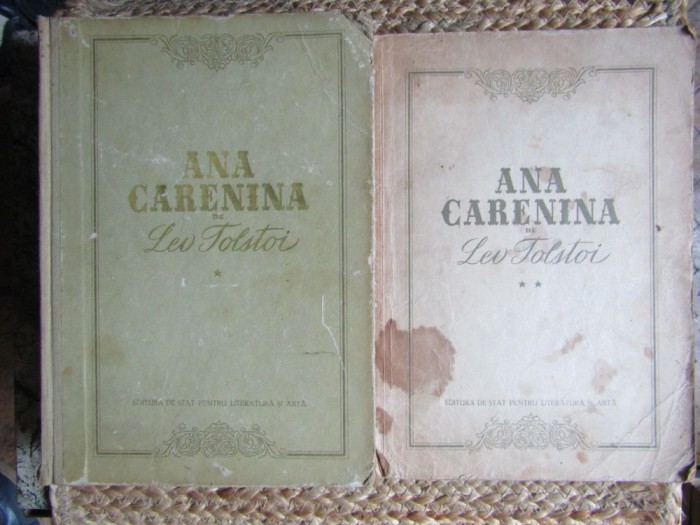 ANA
CARENINA
DE
Lev Tolstoi
*
EDITURA DE STAT PENTRU LITERATURĂ ȘI ARTĂ
ANA
CARENINA
DE
Lev Tolstoi
* *
EDITURA DE STAT PENTRU LITERATURĂ ȘI ARTĂ